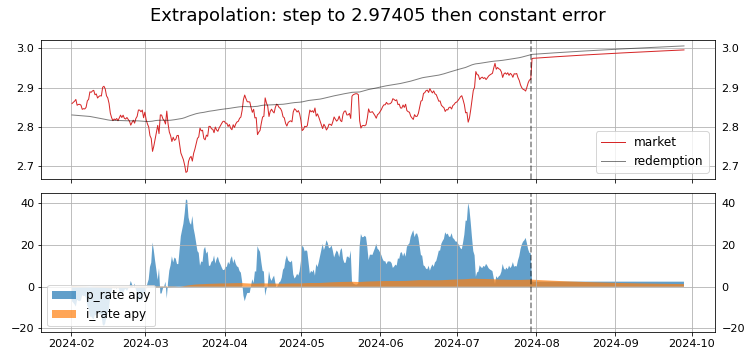 Extrapolation: step to 2.97405 then constant error
3.0 3.0
2.9 2.9
2.8 2.8
2.7 2.7
market
redemption
40 40
20 20
0 0
−20 −20
p_rate apy
i_rate apy
2024-02 2024-03 2024-04 2024-05 2024-06 2024-07 2024-08 2024-09 2024-10